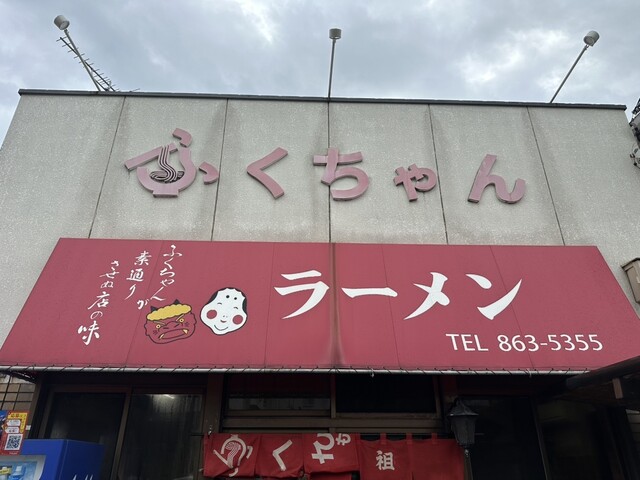 ふくちゃん
ふくちゃんが
素通り
させぬ店の味
ラーメン
TEL 863-5355
ふくちゃん
祖